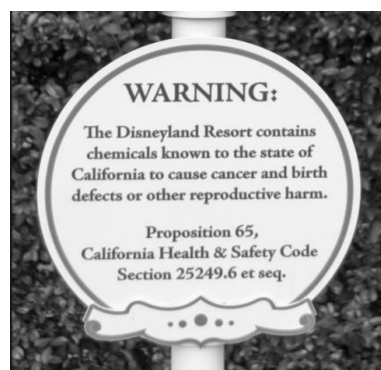 WARNING:
The Disneyland Resort contains
chemicals known to the state of
California to cause cancer and birth
defects or other reproductive harm.
Proposition 65,
California Health & Safety Code
Section 25249.6 et seq.